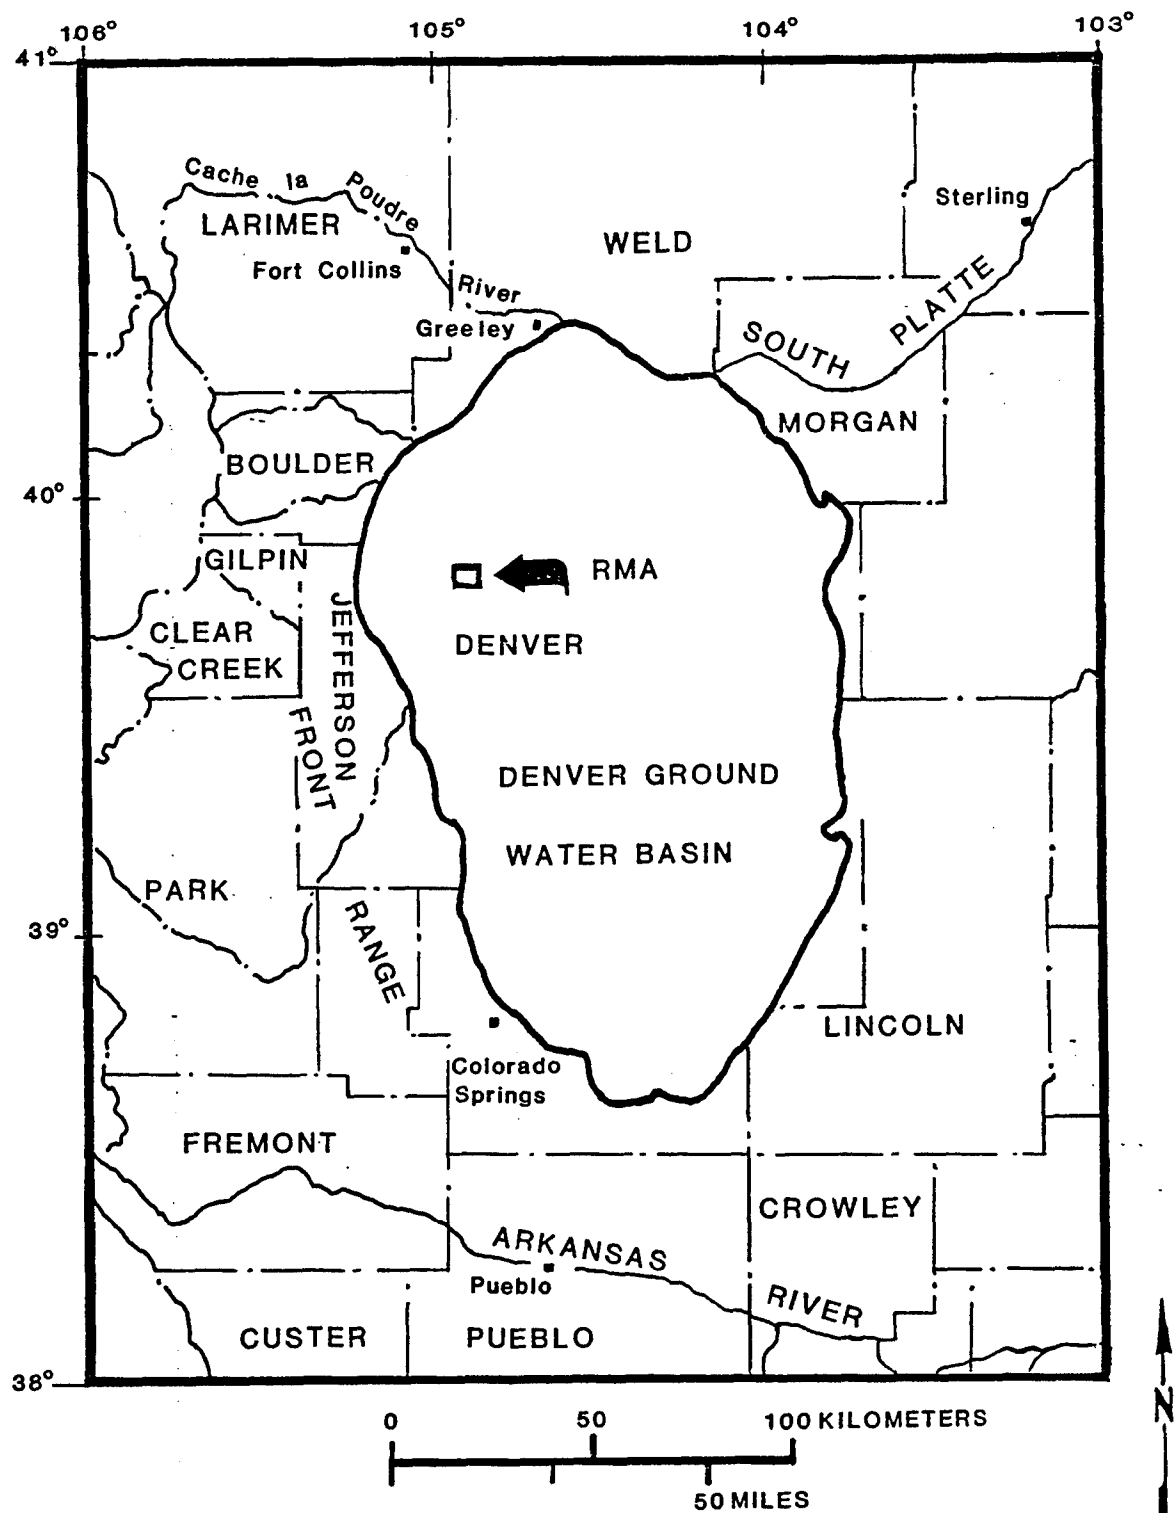 106° 105° 104° 103°
41°
Cache la Poudre
LARIMER
Fort Collins
River
Greeley
WELD
Sterling
SOUTH PLATTE
MORGAN
BOULDER
40°
GILPIN
RMA
CLEAR
CREEK
JEFFERSON
DENVER
FRONT
DENVER GROUND
WATER BASIN
PARK
39°
RANGE
LINCOLN
Colorado
Springs
FREMONT
CROWLEY
ARKANSAS
Pueblo
RIVER
CUSTER
PUEBLO
38°
N
0 50 100 KILOMETERS
50 MILES